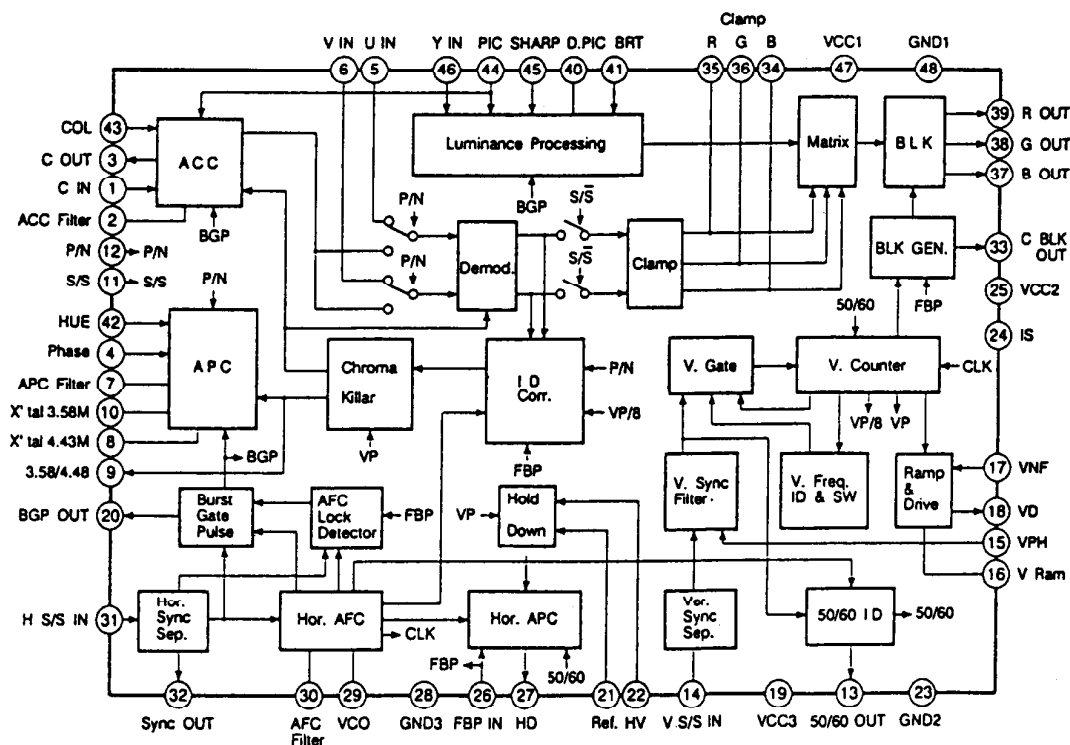 Clamp
V IN U IN Y IN PIC SHARP D.PIC BRT R G B VCC1 GND1
6 5 46 44 45 40 41 35 36 34 47 48
COL 43
C OUT 3
C IN 1
ACC Filter 2
P/N 12 P/N
S/S 11 S/S
HUE 42
Phase 4
APC Filter 7
X' tal 3.58M 10
X' tal 4.43M 8
3.58/4.48 9
BGP OUT 20
H S/S IN 31
ACC
BGP
Luminance Processing
BGP
Matrix
BLK
39 R OUT
38 G OUT
37 B OUT
BLK GEN.
33 C BLK
OUT
FBP
25 VCC2
24 IS
P/N
P/N
Demod.
S/S̄
S/S̄
Clamp
P/N
APC
BGP
Chroma
Killar
VP
ID
Corr.
P/N
VP/8
FBP
V. Gate
50/60
V. Counter
CLK
VP/8 VP
V. Sync
Filter
V. Freq.
ID & SW
Ramp
&
Drive
17 VNF
18 VD
15 VPH
16 V Ram
Burst
Gate
Pulse
AFC
Lock
Detector
FBP
VP
Hold
Down
Hor.
Sync
Sep.
Hor. AFC
CLK
Hor. APC
FBP
50/60
Ver.
Sync
Sep.
50/60 ID
50/60
32 30 29 28 26 27 21 22 14 19 13 23
Sync OUT AFC
Filter VCO GND3 FBP IN HD Ref. HV V.S/S IN VCC3 50/60 OUT GND2